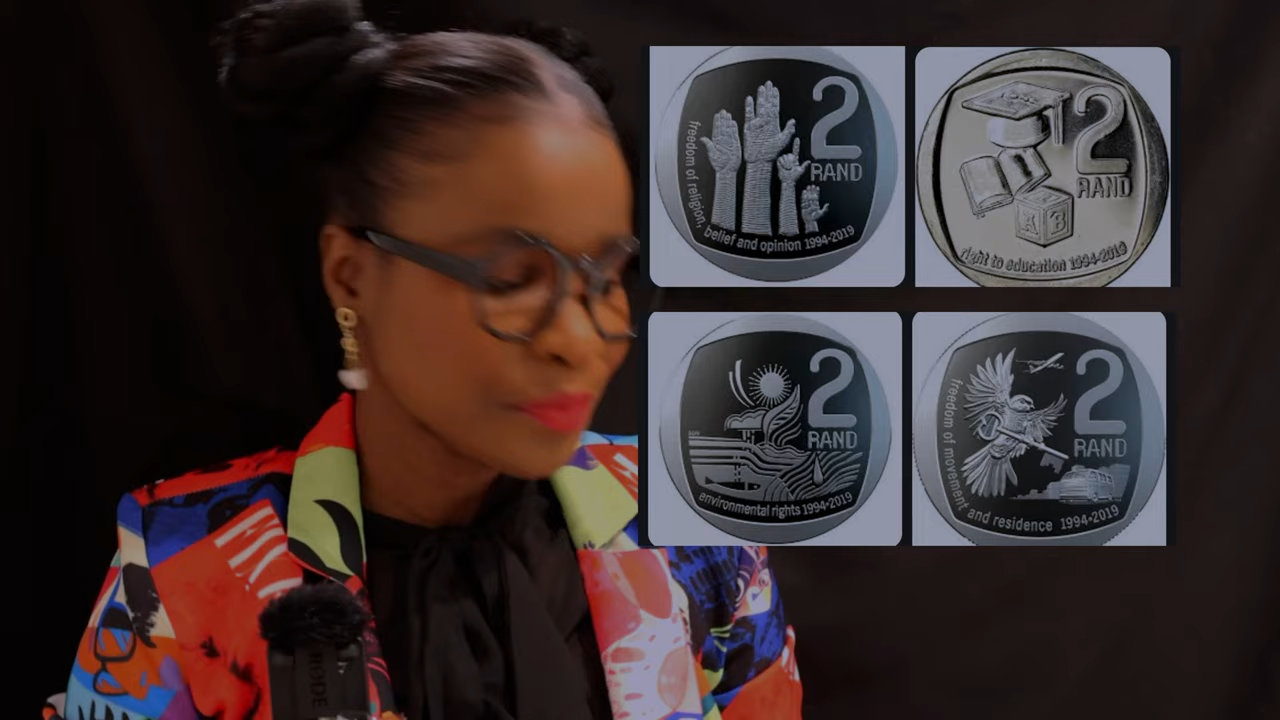 2
RAND
freedom of religion,
belief and opinion 1994-2019
2
RAND
A B
right to education 1994-2019
2
RAND
environmental rights 1994-2019
2
RAND
freedom of movement
and residence 1994-2019
RODE